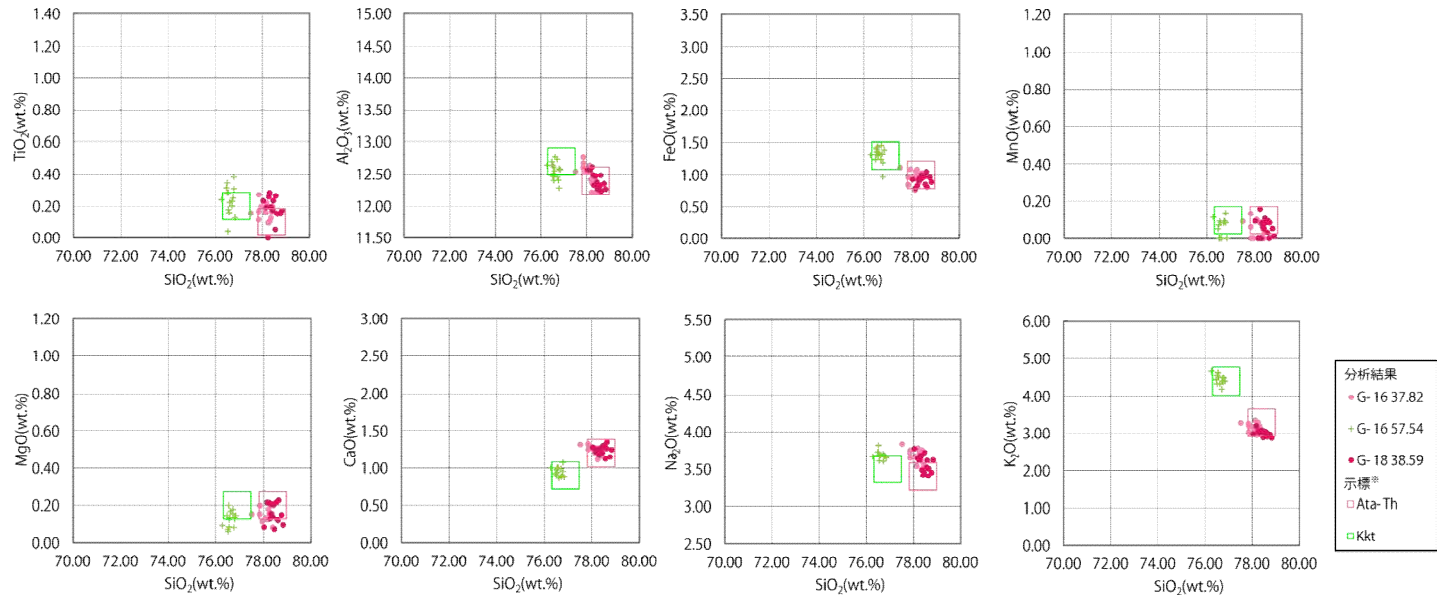 1.40
1.20
1.00
0.80
0.60
0.40
0.20
0.00
TiO2(wt.%)
70.00 72.00 74.00 76.00 78.00 80.00
SiO2(wt.%)
15.00
14.50
14.00
13.50
13.00
12.50
12.00
11.50
Al2O3(wt.%)
70.00 72.00 74.00 76.00 78.00 80.00
SiO2(wt.%)
3.50
3.00
2.50
2.00
1.50
1.00
0.50
0.00
FeO(wt.%)
70.00 72.00 74.00 76.00 78.00 80.00
SiO2(wt.%)
1.20
1.00
0.80
0.60
0.40
0.20
0.00
MnO(wt.%)
70.00 72.00 74.00 76.00 78.00 80.00
SiO2(wt.%)
1.20
1.00
0.80
0.60
0.40
0.20
0.00
MgO(wt.%)
70.00 72.00 74.00 76.00 78.00 80.00
SiO2(wt.%)
3.00
2.50
2.00
1.50
1.00
0.50
0.00
CaO(wt.%)
70.00 72.00 74.00 76.00 78.00 80.00
SiO2(wt.%)
5.50
5.00
4.50
4.00
3.50
3.00
2.50
Na2O(wt.%)
70.00 72.00 74.00 76.00 78.00 80.00
SiO2(wt.%)
6.00
5.00
4.00
3.00
2.00
1.00
0.00
K2O(wt.%)
70.00 72.00 74.00 76.00 78.00 80.00
SiO2(wt.%)
分析結果
G- 16 37.82
G- 16 57.54
G- 18 38.59
示標※
Ata- Th
Kkt